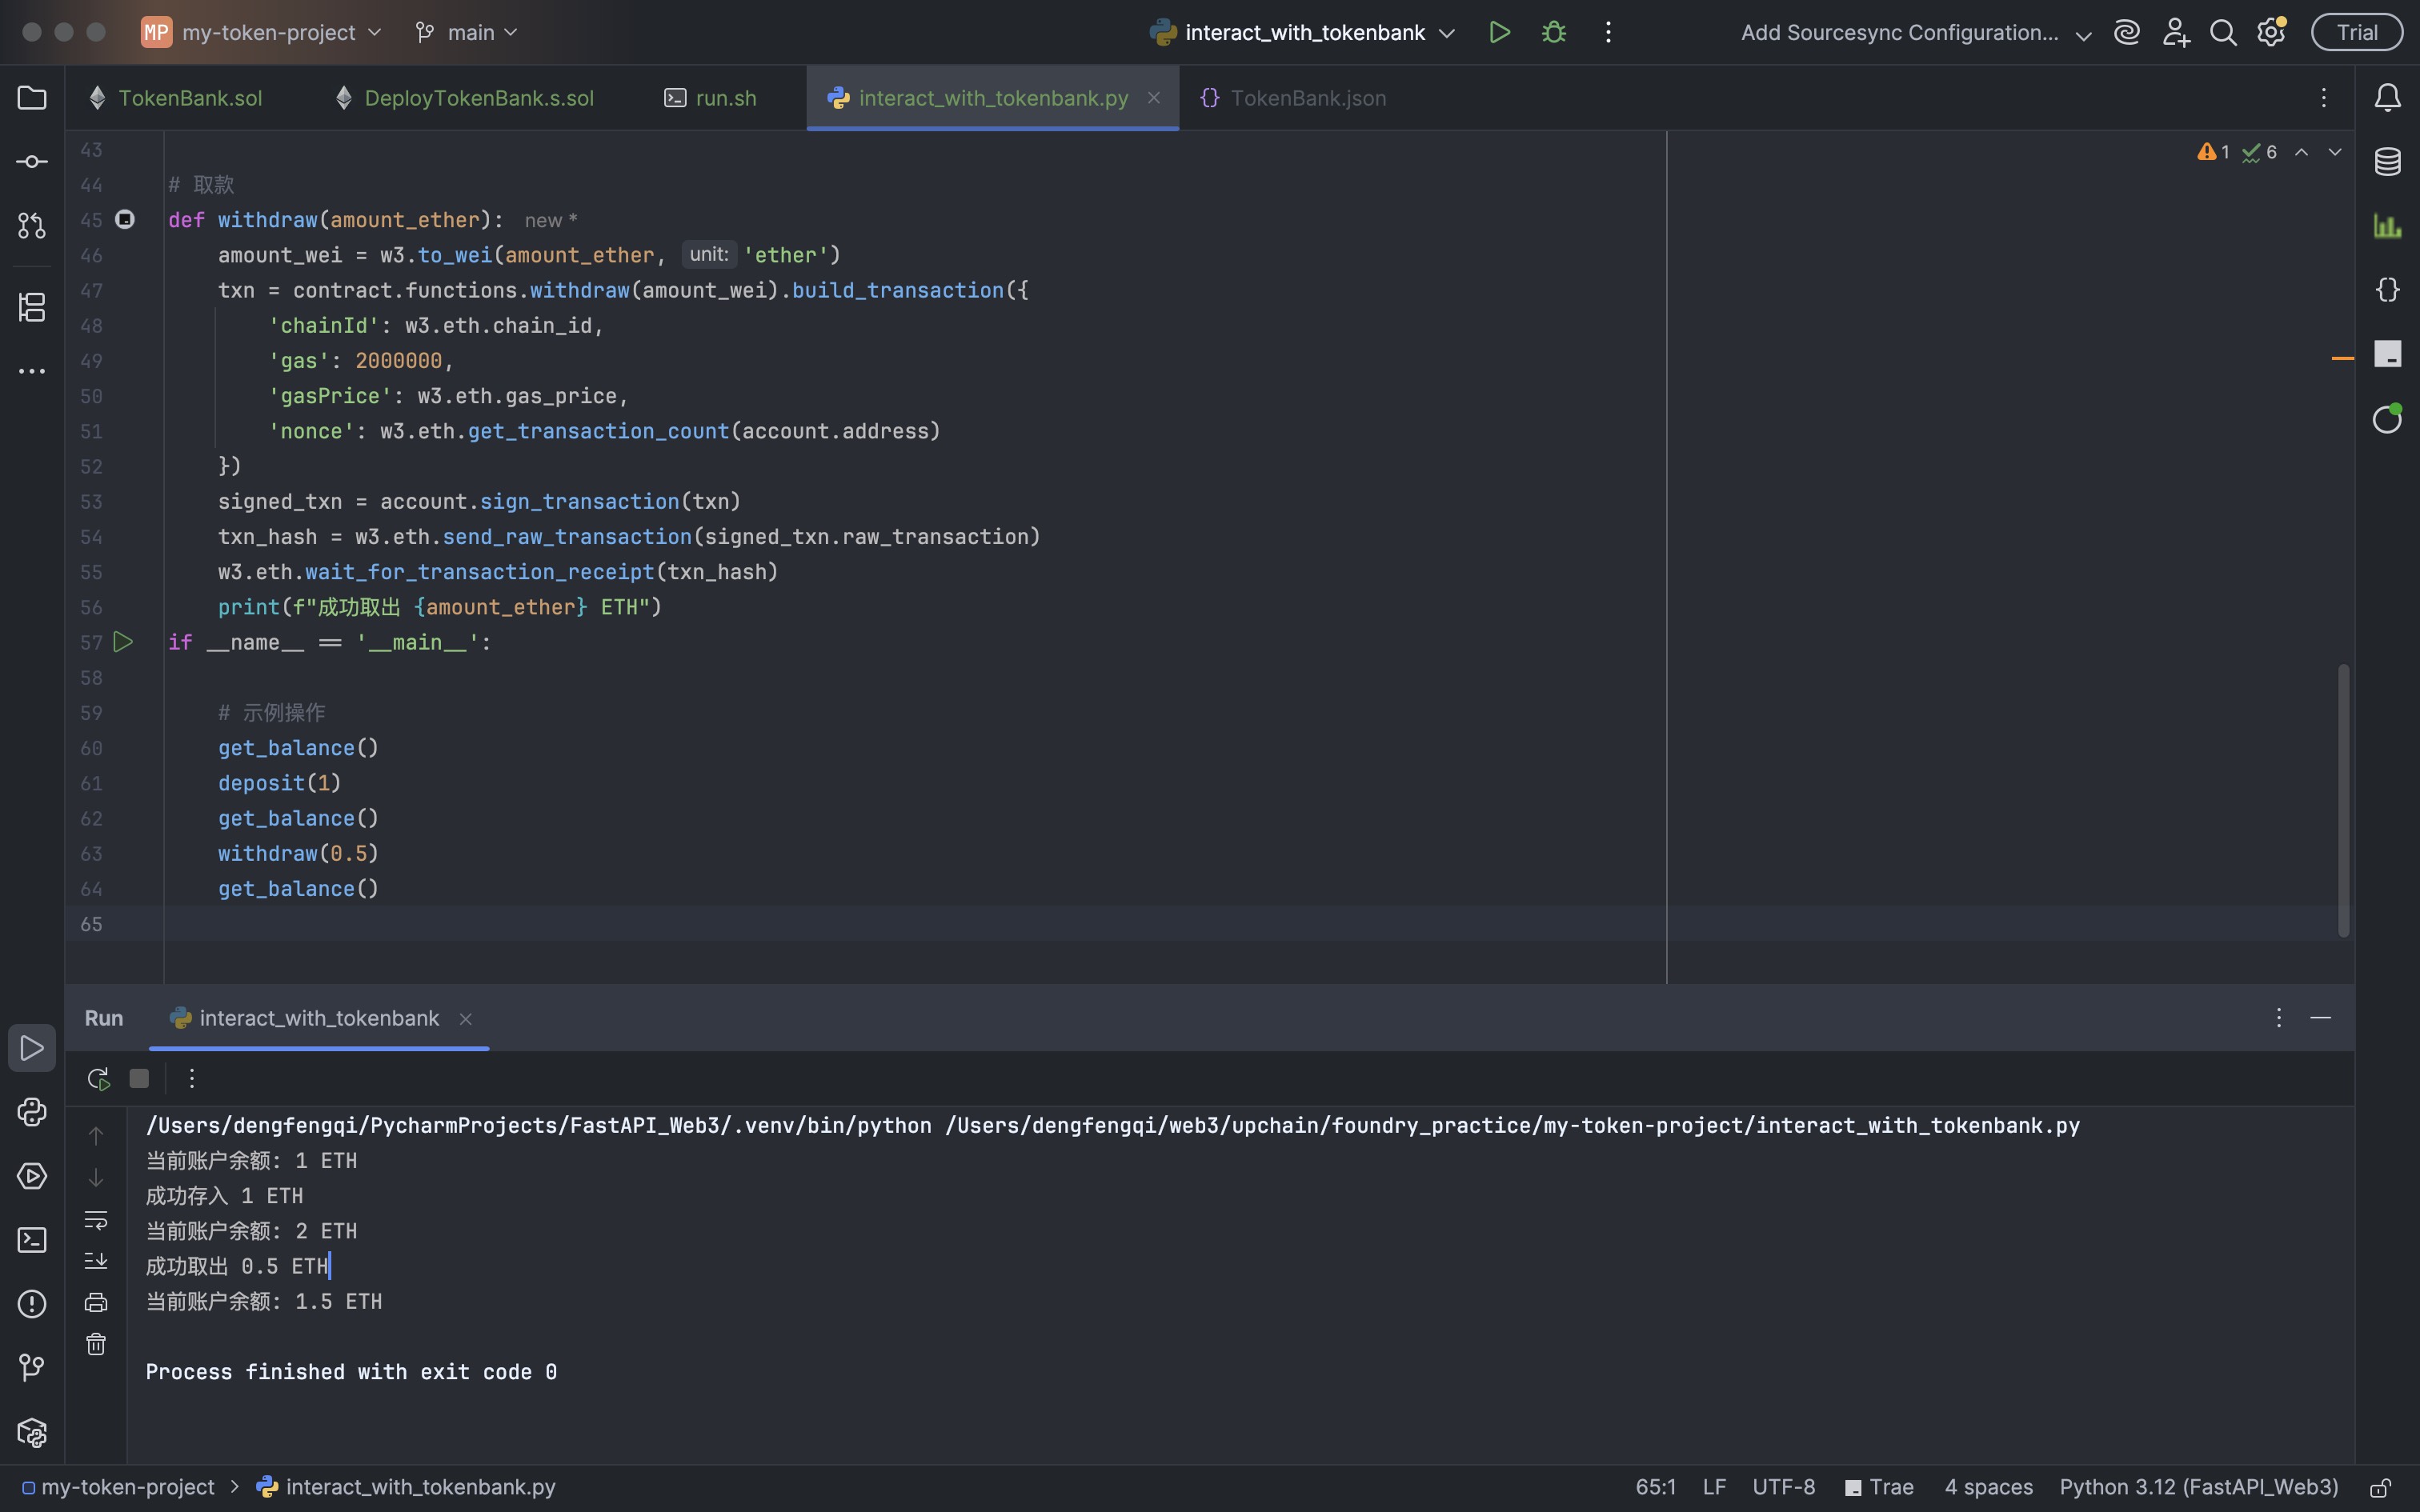 MP my-token-project main interact_with_tokenbank Add Sourcesync Configuration... Trial
TokenBank.sol DeployTokenBank.s.sol run.sh interact_with_tokenbank.py TokenBank.json
43 1 6
44 # 取款
45 def withdraw(amount_ether): new *
46 amount_wei = w3.to_wei(amount_ether, unit: 'ether')
47 txn = contract.functions.withdraw(amount_wei).build_transaction({
48 'chainId': w3.eth.chain_id,
49 'gas': 2000000,
50 'gasPrice': w3.eth.gas_price,
51 'nonce': w3.eth.get_transaction_count(account.address)
52 })
53 signed_txn = account.sign_transaction(txn)
54 txn_hash = w3.eth.send_raw_transaction(signed_txn.raw_transaction)
55 w3.eth.wait_for_transaction_receipt(txn_hash)
56 print(f"成功取出 {amount_ether} ETH")
57 if __name__ == '__main__':
58
59 # 示例操作
60 get_balance()
61 deposit(1)
62 get_balance()
63 withdraw(0.5)
64 get_balance()
65
Run interact_with_tokenbank
/Users/dengfengqi/PycharmProjects/FastAPI_Web3/.venv/bin/python /Users/dengfengqi/web3/upchain/foundry_practice/my-token-project/interact_with_tokenbank.py
当前账户余额: 1 ETH
成功存入 1 ETH
当前账户余额: 2 ETH
成功取出 0.5 ETH
当前账户余额: 1.5 ETH
Process finished with exit code 0
my-token-project > interact_with_tokenbank.py 65:1 LF UTF-8 Trae 4 spaces Python 3.12 (FastAPI_Web3)